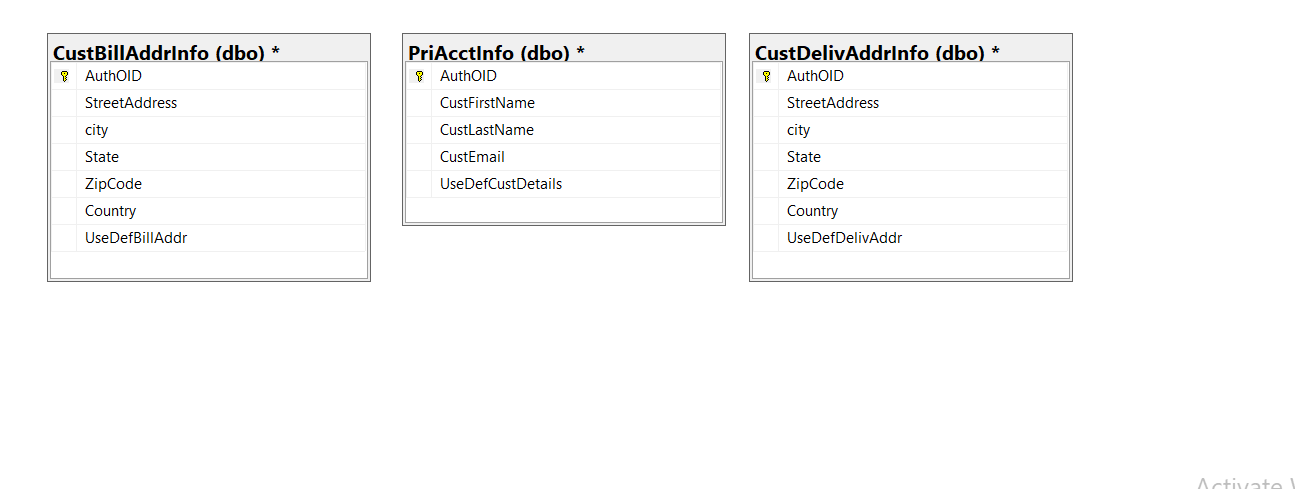 CustBillAddrInfo (dbo) *
AuthOID
StreetAddress
city
State
ZipCode
Country
UseDefBillAddr
PriAcctInfo (dbo) *
AuthOID
CustFirstName
CustLastName
CustEmail
UseDefCustDetails
CustDelivAddrInfo (dbo) *
AuthOID
StreetAddress
city
State
ZipCode
Country
UseDefDelivAddr
Activate